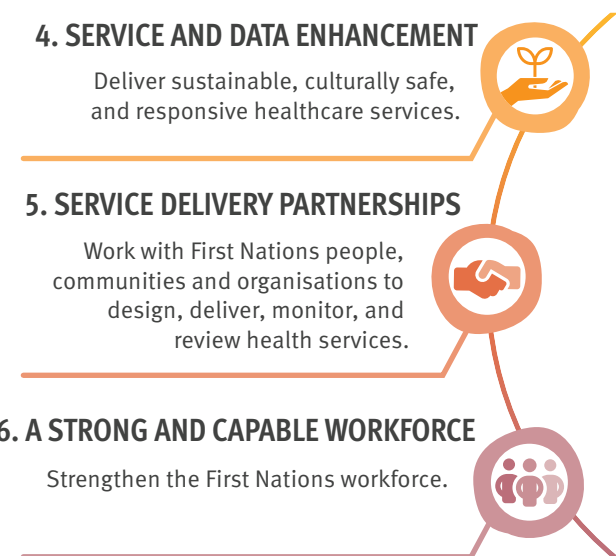 4. SERVICE AND DATA ENHANCEMENT
Deliver sustainable, culturally safe,
and responsive healthcare services.
5. SERVICE DELIVERY PARTNERSHIPS
Work with First Nations people,
communities and organisations to
design, deliver, monitor, and
review health services.
6. A STRONG AND CAPABLE WORKFORCE
Strengthen the First Nations workforce.